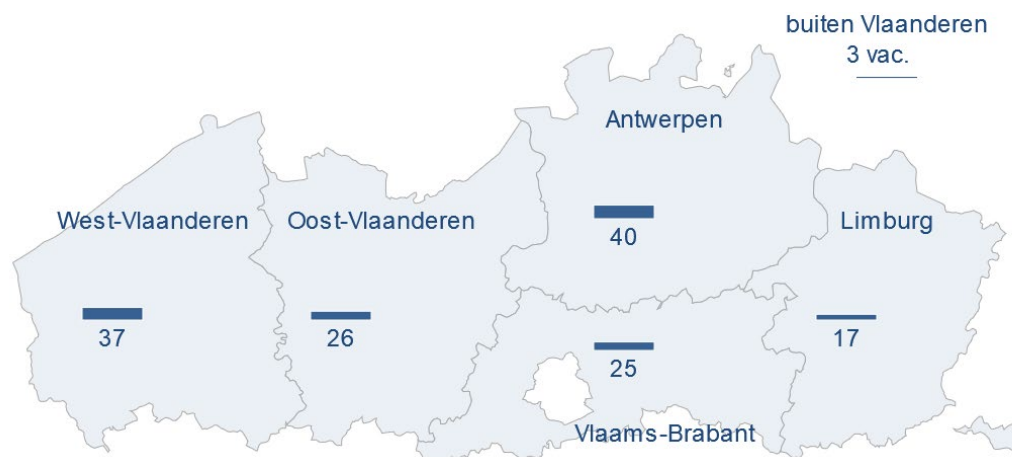 buiten Vlaanderen
3 vac.
Antwerpen
West-Vlaanderen
Oost-Vlaanderen
Limburg
40
37
26
17
25
Vlaams-Brabant